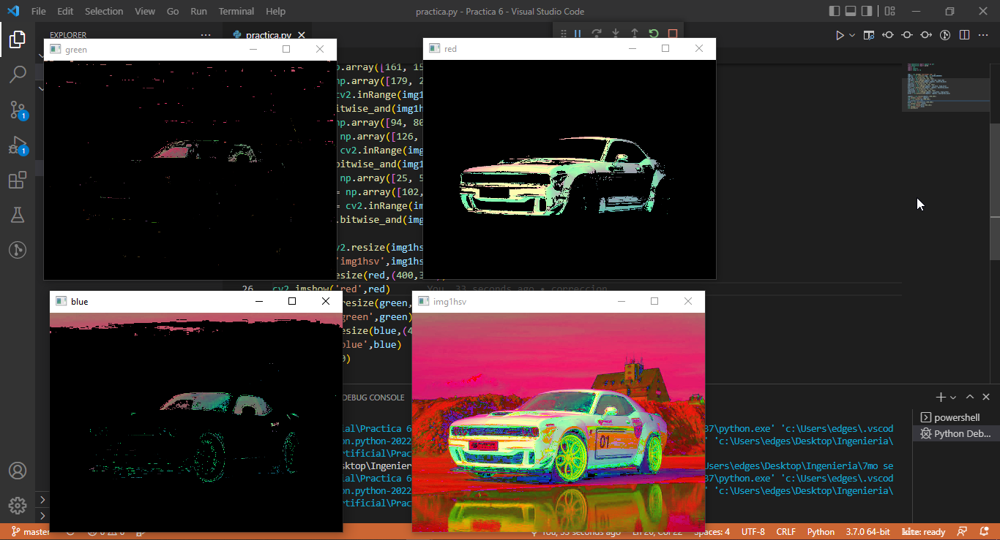 File Edit Selection View Go Run Terminal Help
practica.py - Practica 6 - Visual Studio Code
EXPLORER
practica.py
green
red
p.array([161, 15
np.array([179, 2
cv2.inRange(img1
bitwise_and(img1h
np.array([94, 80
np.array([126,
cv2.inRange(img1
bitwise_and(img1
np.array([25, 5
= np.array([102,
= cv2.inRange(im
.bitwise_and(img
v2.resize(img1hs
'img1hsv',img1hs
esize(red,(400,3
26 cv2.imshow('red',red) You, 33 seconds ago • correccion
resize(green,
green',green)
esize(blue,(4
blue',blue)
0)
blue
img1hsv
DEBUG CONSOLE
01
powershell
Python Deb...
ial\Practica 6
37\python.exe' 'c:\Users\edges\.vscod
on.python-2022
' 'c:\Users\edges\Desktop\Ingenieria\
rtificial\Prac
sktop\Ingenier
Users\edges\Desktop\Ingenieria\7mo se
ial\Practica 6
37\python.exe' 'c:\Users\edges\.vscod
on.python-2022
' 'c:\Users\edges\Desktop\Ingenieria\
rtificial\Prac
1
1
master
You, 33 seconds ago Ln 26, Col 22 Spaces: 4 UTF-8 CRLF Python 3.7.0 64-bit kite: ready